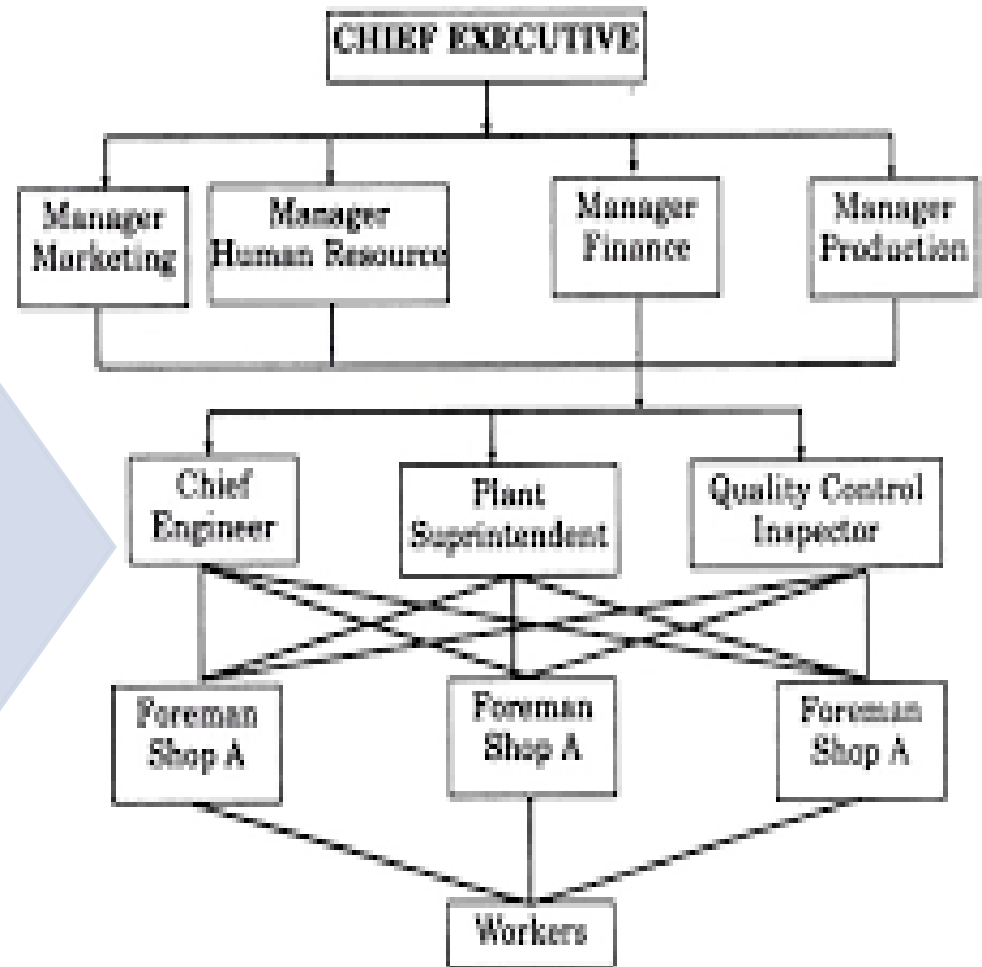 CHIEF EXECUTIVE
Manager
Marketing
Manager
Human Resource
Manager
Finance
Manager
Production
Chief
Engineer
Plant
Suprintendent
Quality Control
Inspector
Foreman
Shop A
Foreman
Shop A
Foreman
Shop A
Workers